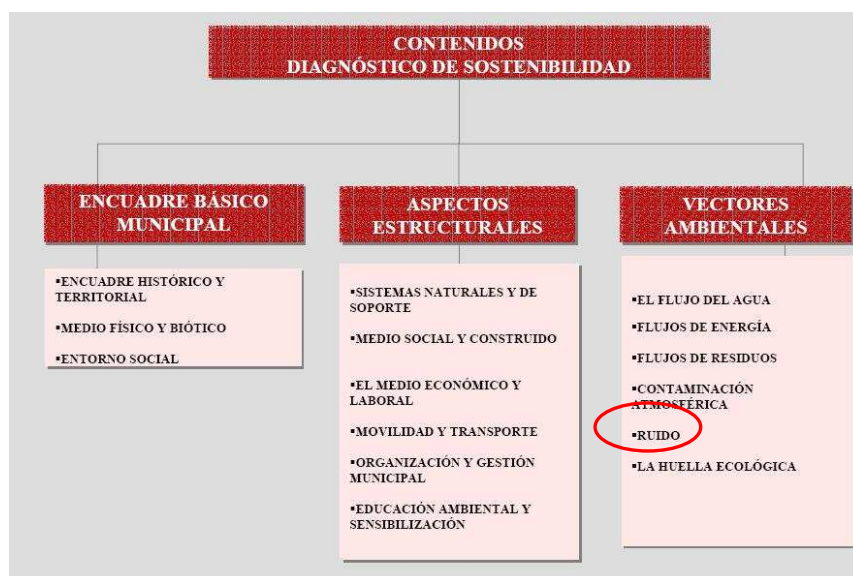 CONTENIDOS
DIAGNÓSTICO DE SOSTENIBILIDAD
ENCUADRE BÁSICO
MUNICIPAL
▪ENCUADRE HISTÓRICO Y
TERRITORIAL
▪MEDIO FÍSICO Y BIÓTICO
▪ENTORNO SOCIAL
ASPECTOS
ESTRUCTURALES
▪SISTEMAS NATURALES Y DE
SOPORTE
▪MEDIO SOCIAL Y CONSTRUIDO
▪EL MEDIO ECONÓMICO Y
LABORAL
▪MOVILIDAD Y TRANSPORTE
▪ORGANIZACIÓN Y GESTIÓN
MUNICIPAL
▪EDUCACIÓN AMBIENTAL Y
SENSIBILIZACIÓN
VECTORES
AMBIENTALES
▪EL FLUJO DEL AGUA
▪FLUJOS DE ENERGÍA
▪FLUJOS DE RESIDUOS
▪CONTAMINACIÓN
ATMOSFÉRICA
▪RUIDO
▪LA HUELLA ECOLÓGICA